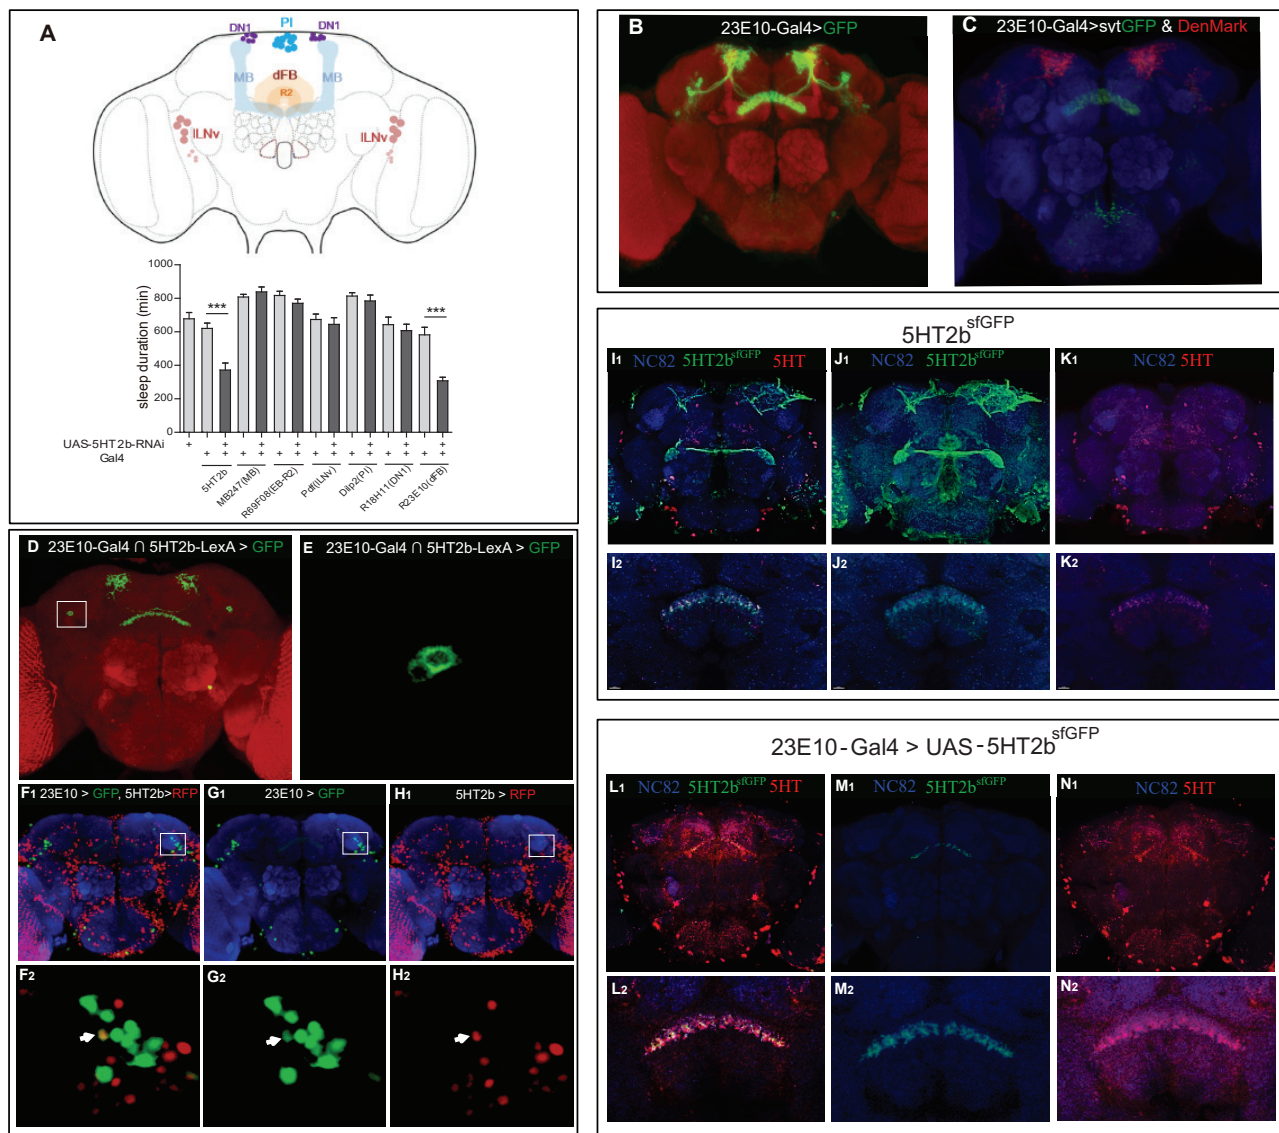 A
DN1
PI
DN1
MB
dFB
MB
R2
lLNv
lLNv
sleep duration (min)
1000
800
600
400
200
0
***
***
UAS-5HT2b-RNAi + + + + + + + +
Gal4 + + + + + + + + + + + + + +
5HT2b
MB247(MB)
R69F08(EB-R2)
Pdf(lLNv)
Dilp2(PI)
R18H11(DN1)
R23E10(dFB)
B 23E10-Gal4>GFP
C 23E10-Gal4>sytGFP & DenMark
D 23E10-Gal4 ∩ 5HT2b-LexA > GFP
E 23E10-Gal4 ∩ 5HT2b-LexA > GFP
F1 23E10 > GFP, 5HT2b>RFP
G1 23E10 > GFP
H1 5HT2b > RFP
F2
G2
H2
5HT2b^sfGFP
I1 NC82 5HT2b^sfGFP 5HT
J1 NC82 5HT2b^sfGFP
K1 NC82 5HT
I2
J2
K2
23E10-Gal4 > UAS-5HT2b^sfGFP
L1 NC82 5HT2b^sfGFP 5HT
M1 NC82 5HT2b^sfGFP
N1 NC82 5HT
L2
M2
N2